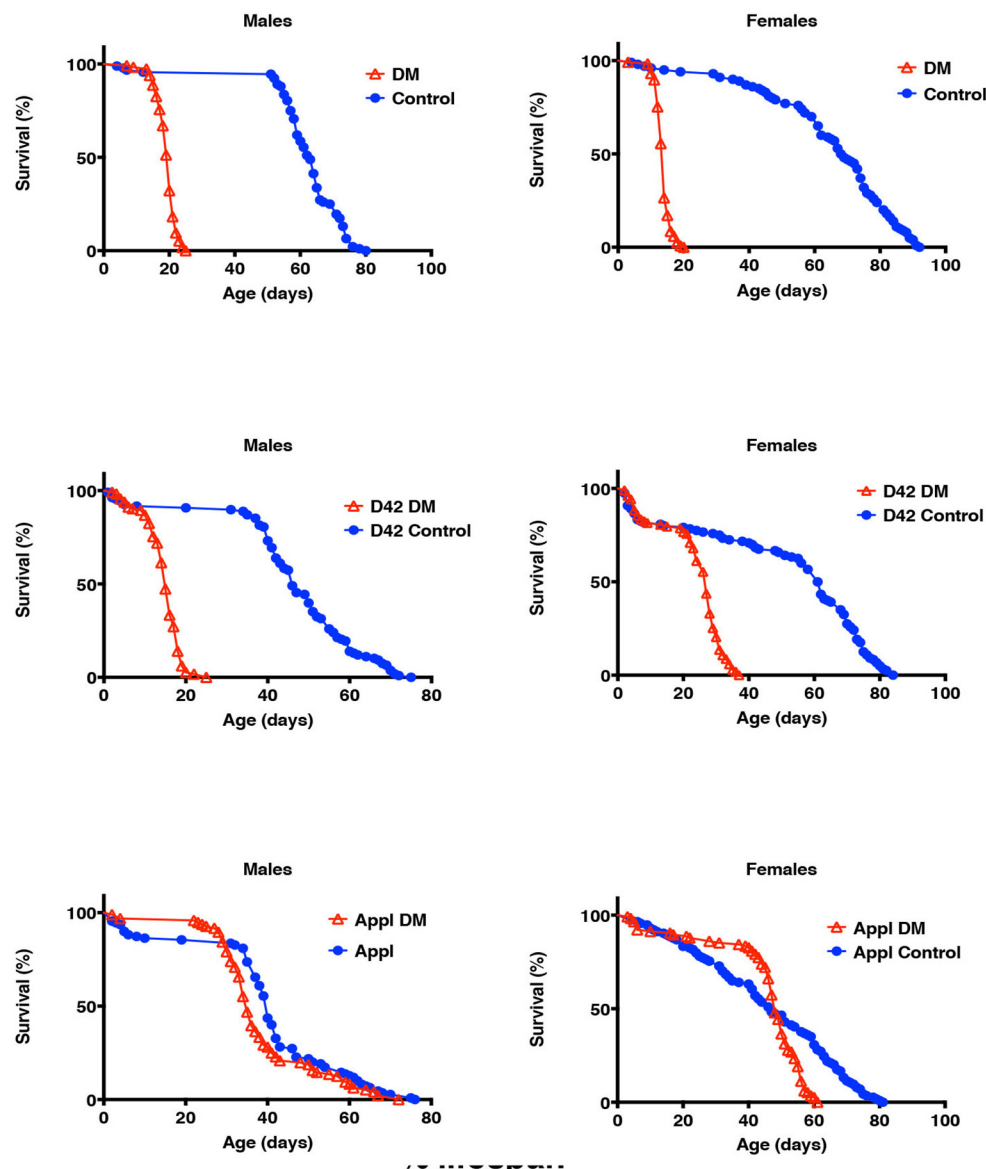 Males
Females
Survival (%)
100
50
0
DM
Control
0 20 40 60 80 100
Age (days)
Survival (%)
100
50
0
DM
Control
0 20 40 60 80 100
Age (days)
Males
Females
Survival (%)
100
50
0
D42 DM
D42 Control
0 20 40 60 80
Age (days)
Survival (%)
100
50
0
D42 DM
D42 Control
0 20 40 60 80 100
Age (days)
Males
Females
Survival (%)
100
50
0
Appl DM
Appl
0 20 40 60 80
Age (days)
Survival (%)
100
50
0
Appl DM
Appl Control
0 20 40 60 80 100
Age (days)